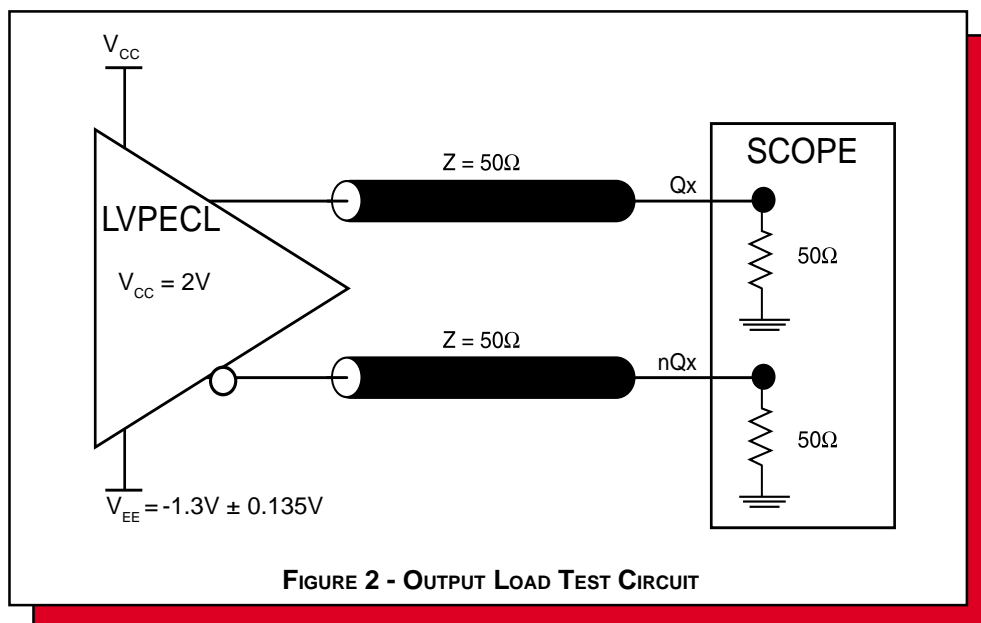 VCC
SCOPE
Z = 50Ω
Qx
LVPECL
50Ω
VCC = 2V
Z = 50Ω
nQx
50Ω
VEE = -1.3V ± 0.135V
FIGURE 2 - OUTPUT LOAD TEST CIRCUIT